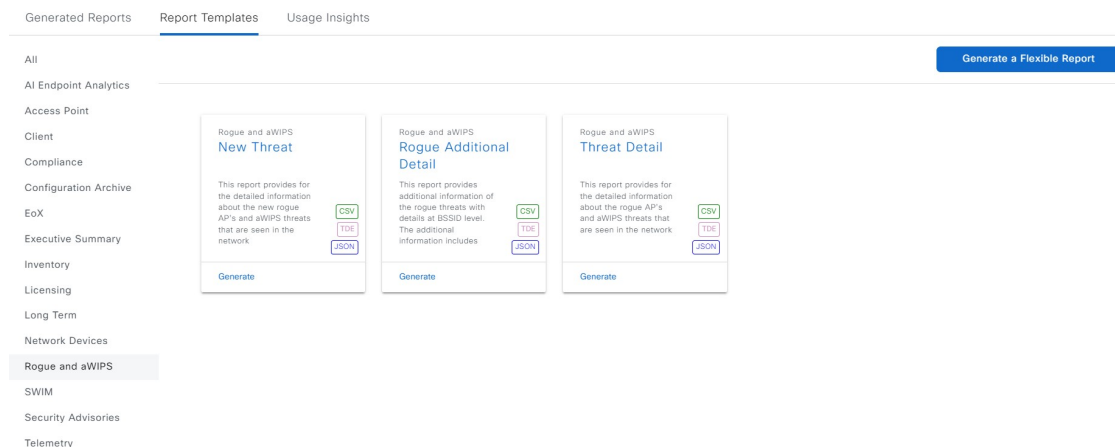 Generated Reports
Report Templates
Usage Insights
All
AI Endpoint Analytics
Access Point
Client
Compliance
Configuration Archive
EoX
Executive Summary
Inventory
Licensing
Long Term
Network Devices
Rogue and aWIPS
SWIM
Security Advisories
Telemetry
Generate a Flexible Report
Rogue and aWIPS
New Threat
This report provides for
the detailed information
about the new rogue
AP's and aWIPS threats
that are seen in the
network
CSV
TDE
JSON
Generate
Rogue and aWIPS
Rogue Additional
Detail
This report provides
additional information of
the rogue threats with
details at BSSID level.
The additional
information includes
CSV
TDE
JSON
Generate
Rogue and aWIPS
Threat Detail
This report provides for
the detailed information
about the rogue AP's
and aWIPS threats that
are seen in the network
CSV
TDE
JSON
Generate